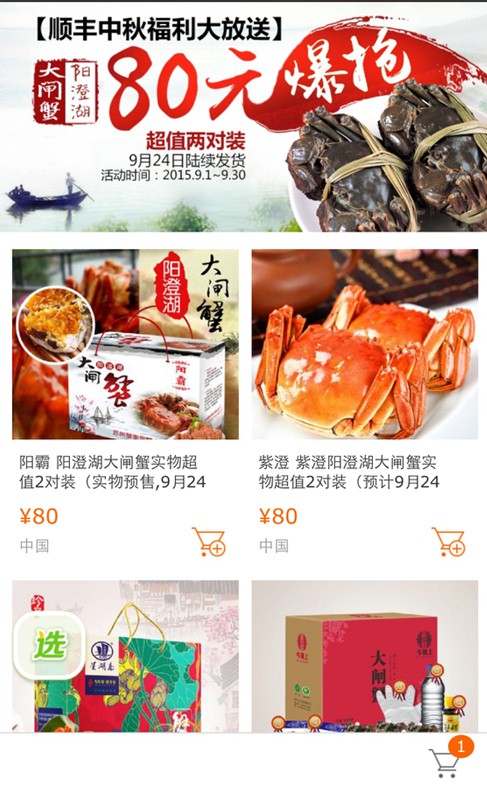 【顺丰中秋福利大放送】
大闸蟹
阳澄湖
80元爆抢
超值两对装
9月24日陆续发货
活动时间：2015.9.1~9.30
阳澄湖
大闸蟹
阳澄湖
大闸蟹
阳霸
阳霸 阳澄湖大闸蟹实物超
值2对装（实物预售,9月24
¥80
中国
紫澄 紫澄阳澄湖大闸蟹实
物超值2对装（预计9月24
¥80
中国
选
大闸蟹
1